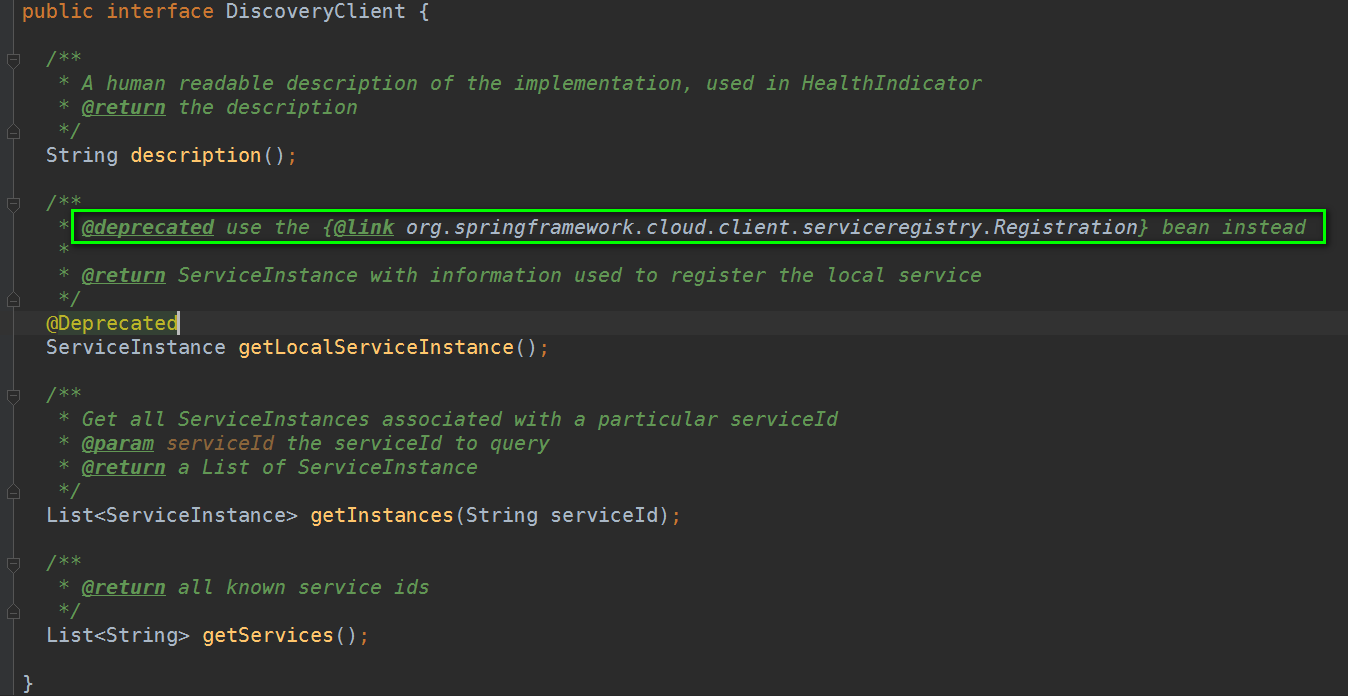 public interface DiscoveryClient {
/**
* A human readable description of the implementation, used in HealthIndicator
* @return the description
*/
String description();
/**
* @deprecated use the {@link org.springframework.cloud.client.serviceregistry.Registration} bean instead
*
* @return ServiceInstance with information used to register the local service
*/
@Deprecated
ServiceInstance getLocalServiceInstance();
/**
* Get all ServiceInstances associated with a particular serviceId
* @param serviceId the serviceId to query
* @return a List of ServiceInstance
*/
List<ServiceInstance> getInstances(String serviceId);
/**
* @return all known service ids
*/
List<String> getServices();
}